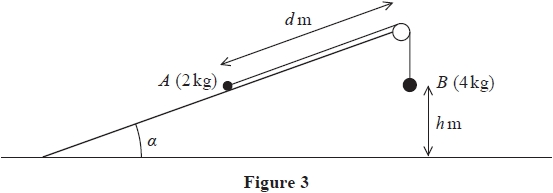 d m
A (2 kg)
B (4 kg)
h m
α
Figure 3